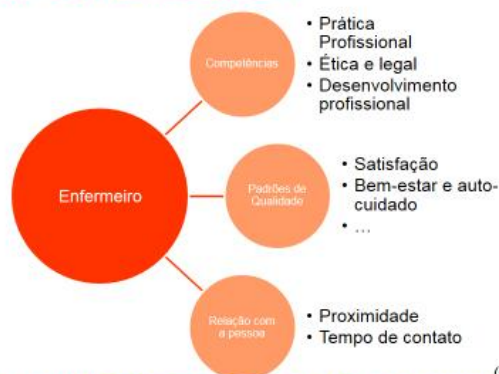 Enfermeiro
Competências
• Prática
Profissional
• Ética e legal
• Desenvolvimento
profissional
Padrões de
Qualidade
• Satisfação
• Bem-estar e auto-
cuidado
• ...
Relação com
a pessoa
• Proximidade
• Tempo de contato
(